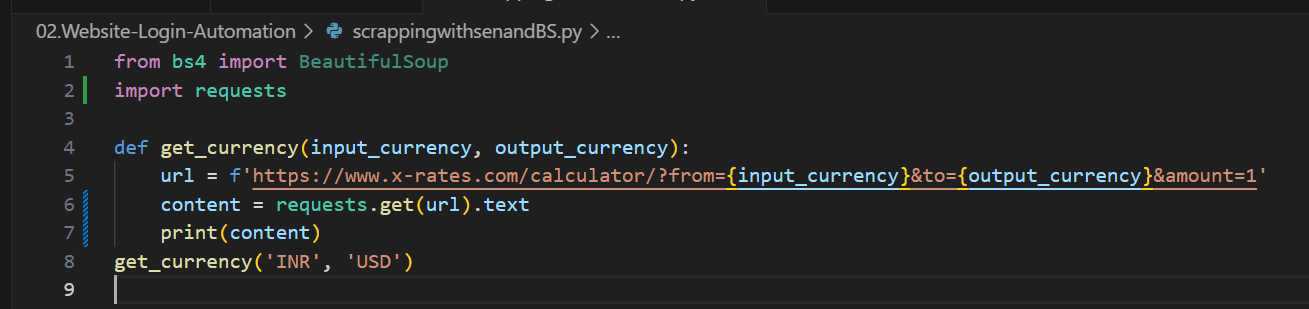 02.Website-Login-Automation > scrappingwithsenandBS.py > ...
1 from bs4 import BeautifulSoup
2 import requests
3
4 def get_currency(input_currency, output_currency):
5     url = f'https://www.x-rates.com/calculator/?from={input_currency}&to={output_currency}&amount=1'
6     content = requests.get(url).text
7     print(content)
8 get_currency('INR', 'USD')
9